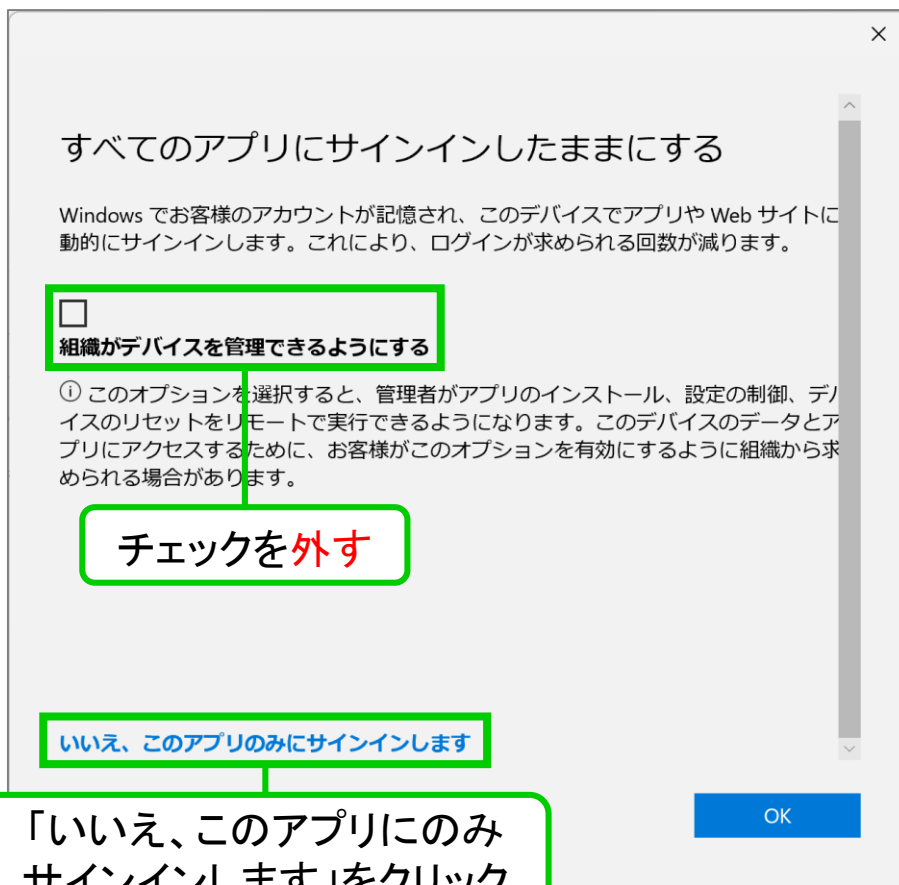 すべてのアプリにサインインしたままにする
Windows でお客様のアカウントが記憶され、このデバイスでアプリや Web サイトに
動的にサインインします。これにより、ログインが求められる回数が減ります。
組織がデバイスを管理できるようにする
このオプションを選択すると、管理者がアプリのインストール、設定の制御、デバ
イスのリセットをリモートで実行できるようになります。このデバイスのデータとア
プリにアクセスするために、お客様がこのオプションを有効にするように組織から求
められる場合があります。
チェックを外す
いいえ、このアプリのみにサインインします
OK
「いいえ、このアプリにのみ
サインインします」をクリック